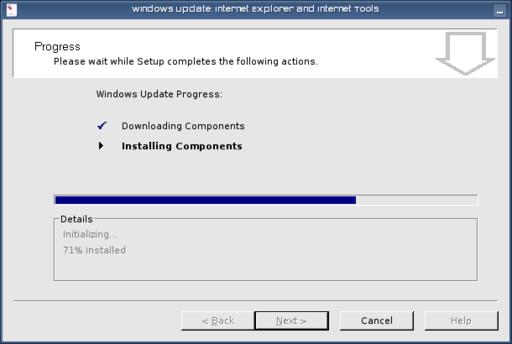 windows update: internet Explorer and internet Tools
Progress
Please wait while Setup completes the following actions.
Windows Update Progress:
Downloading Components
Installing Components
Details
Initializing...
71% installed
< Back
Next >
Cancel
Help